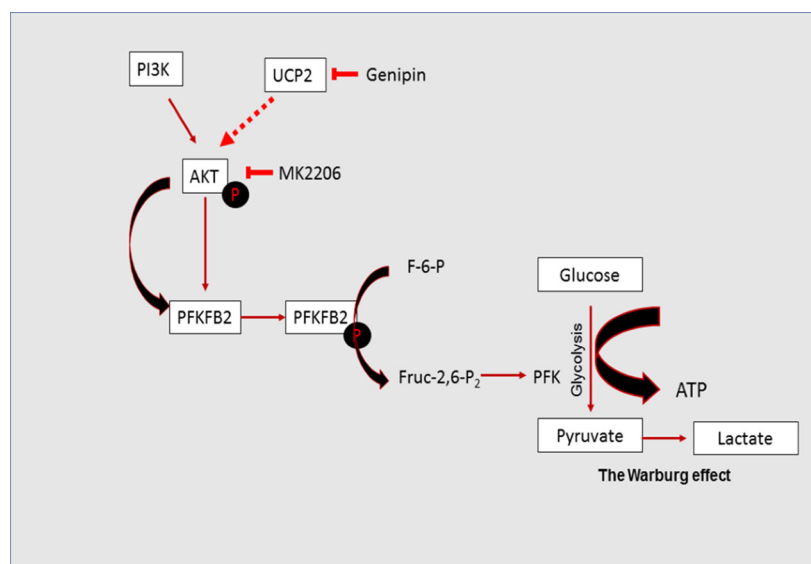 PI3K
UCP2
Genipin
AKT
P
MK2206
F-6-P
Glucose
PFKFB2
PFKFB2
P
Glycolysis
Fruc-2,6-P₂
PFK
ATP
Pyruvate
Lactate
The Warburg effect